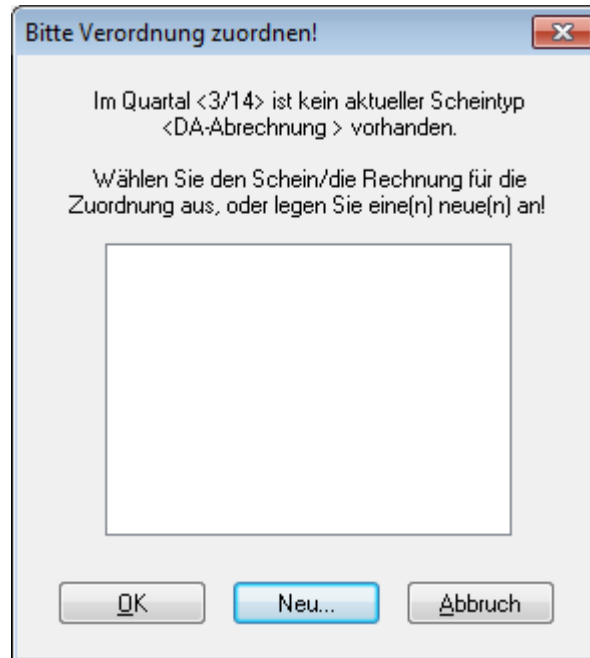 Bitte Verordnung zuordnen!
Im Quartal <3/14> ist kein aktueller Scheintyp
<DA-Abrechnung > vorhanden.
Wählen Sie den Schein/die Rechnung für die
Zuordnung aus, oder legen Sie eine(n) neue(n) an!
OK Neu... Abbruch